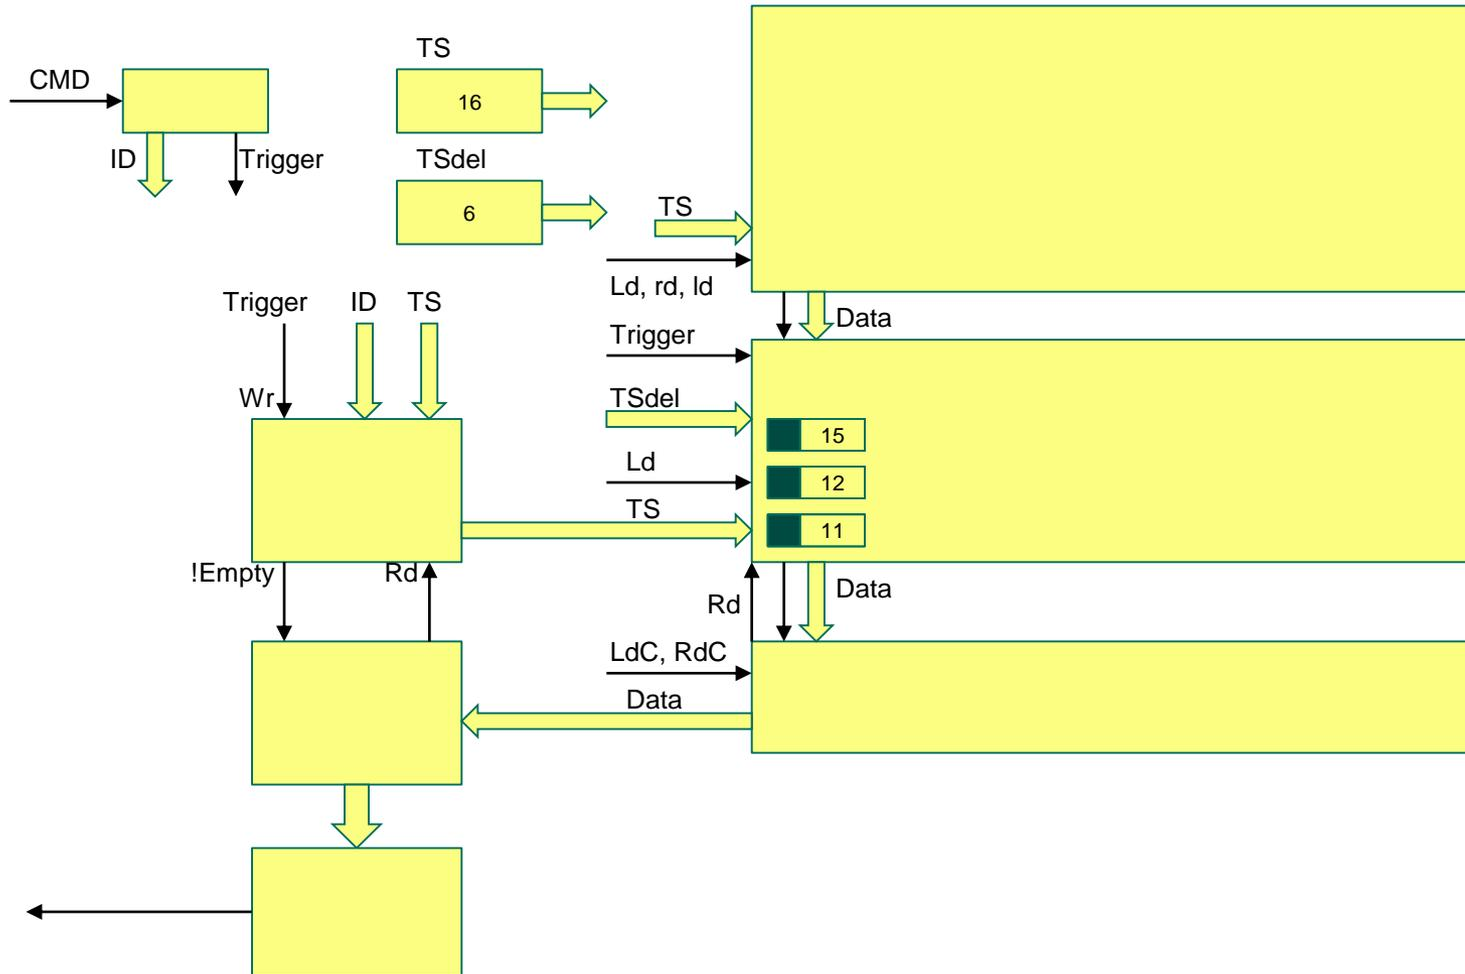 TS
CMD
16
ID
Trigger
TSdel
6
TS
Ld, rd, ld
Trigger
ID
TS
Data
Trigger
Wr
TSdel
15
Ld
12
TS
11
!Empty
Rd
Data
Rd
LdC, RdC
Data